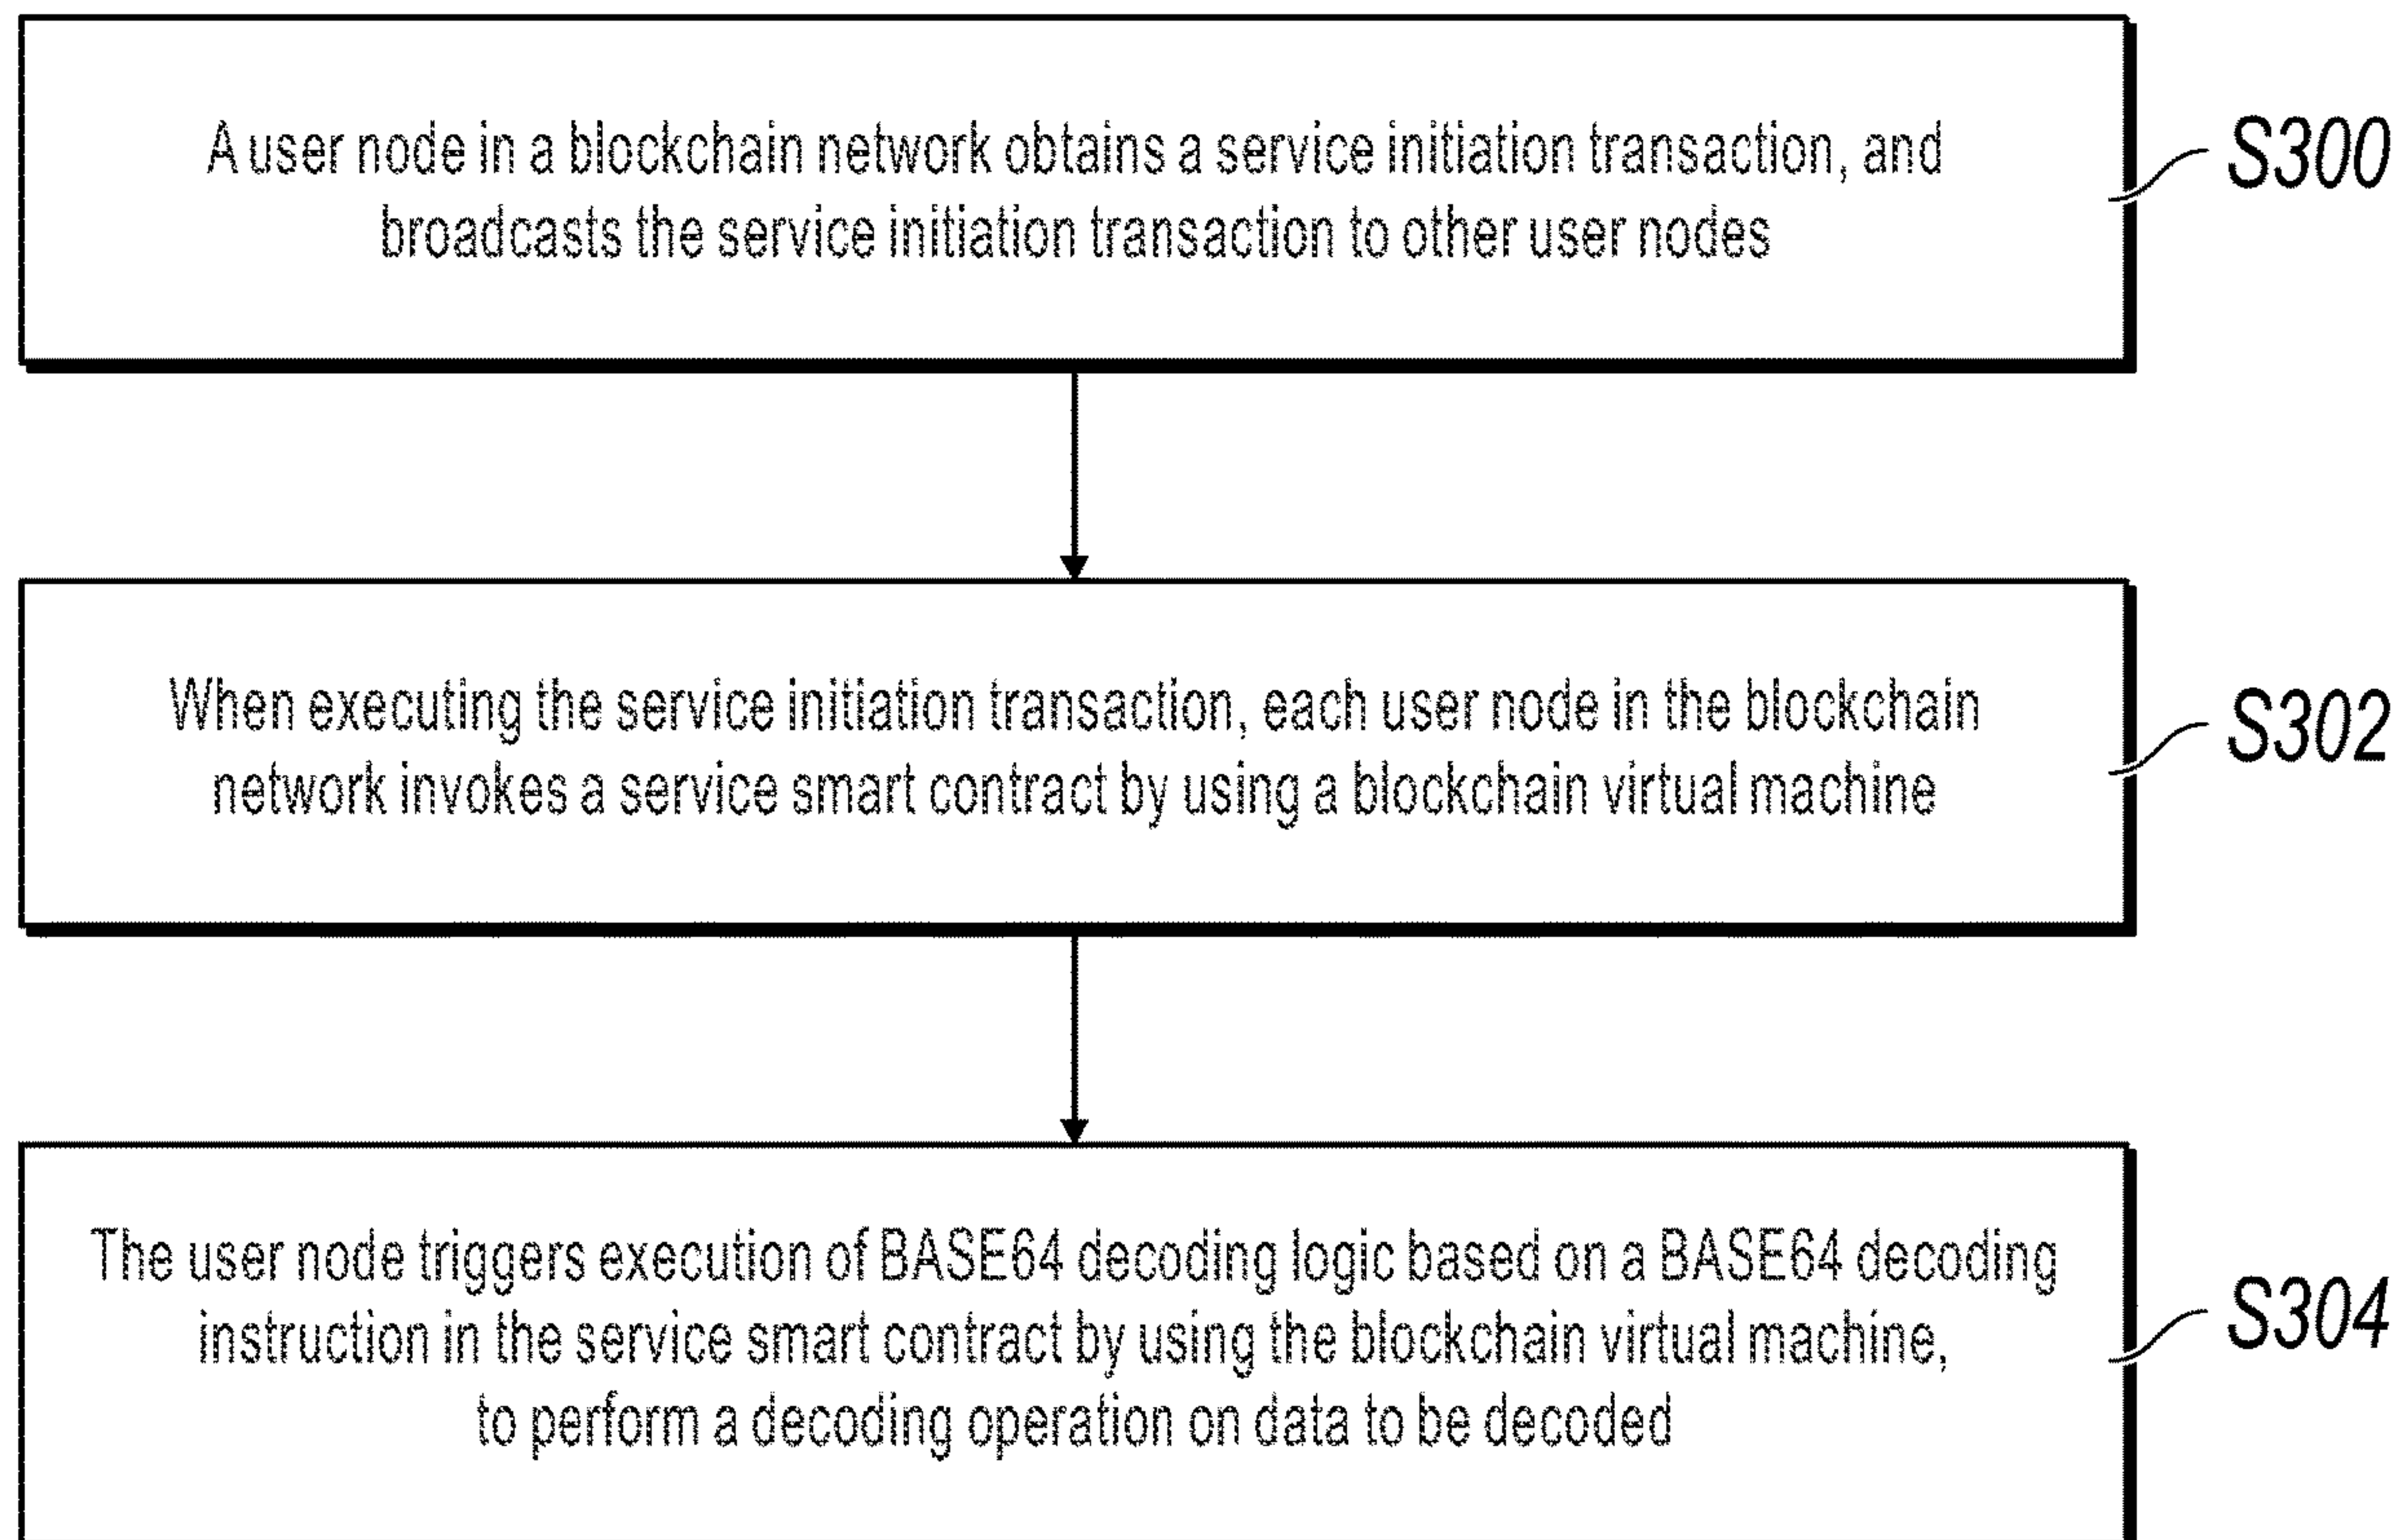 A user node in a blockchain network obtains a service initiation transaction, and
broadcasts the service initiation transaction to other user nodes
S300
When executing the service initiation transaction, each user node in the blockchain
network invokes a service smart contract by using a blockchain virtual machine
S302
The user node triggers execution of BASE64 decoding logic based on a BASE64 decoding
instruction in the service smart contract by using the blockchain virtual machine,
to perform a decoding operation on data to be decoded
S304